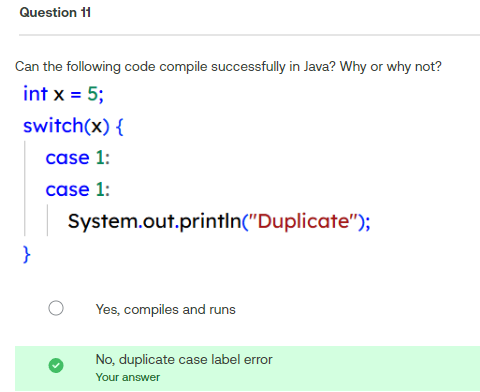 Question 11
Can the following code compile successfully in Java? Why or why not?
int x = 5;
switch(x) {
case 1:
case 1:
System.out.println("Duplicate");
}
Yes, compiles and runs
No, duplicate case label error
Your answer